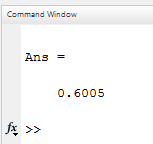 Command Window
Ans =
0.6005
fx >>